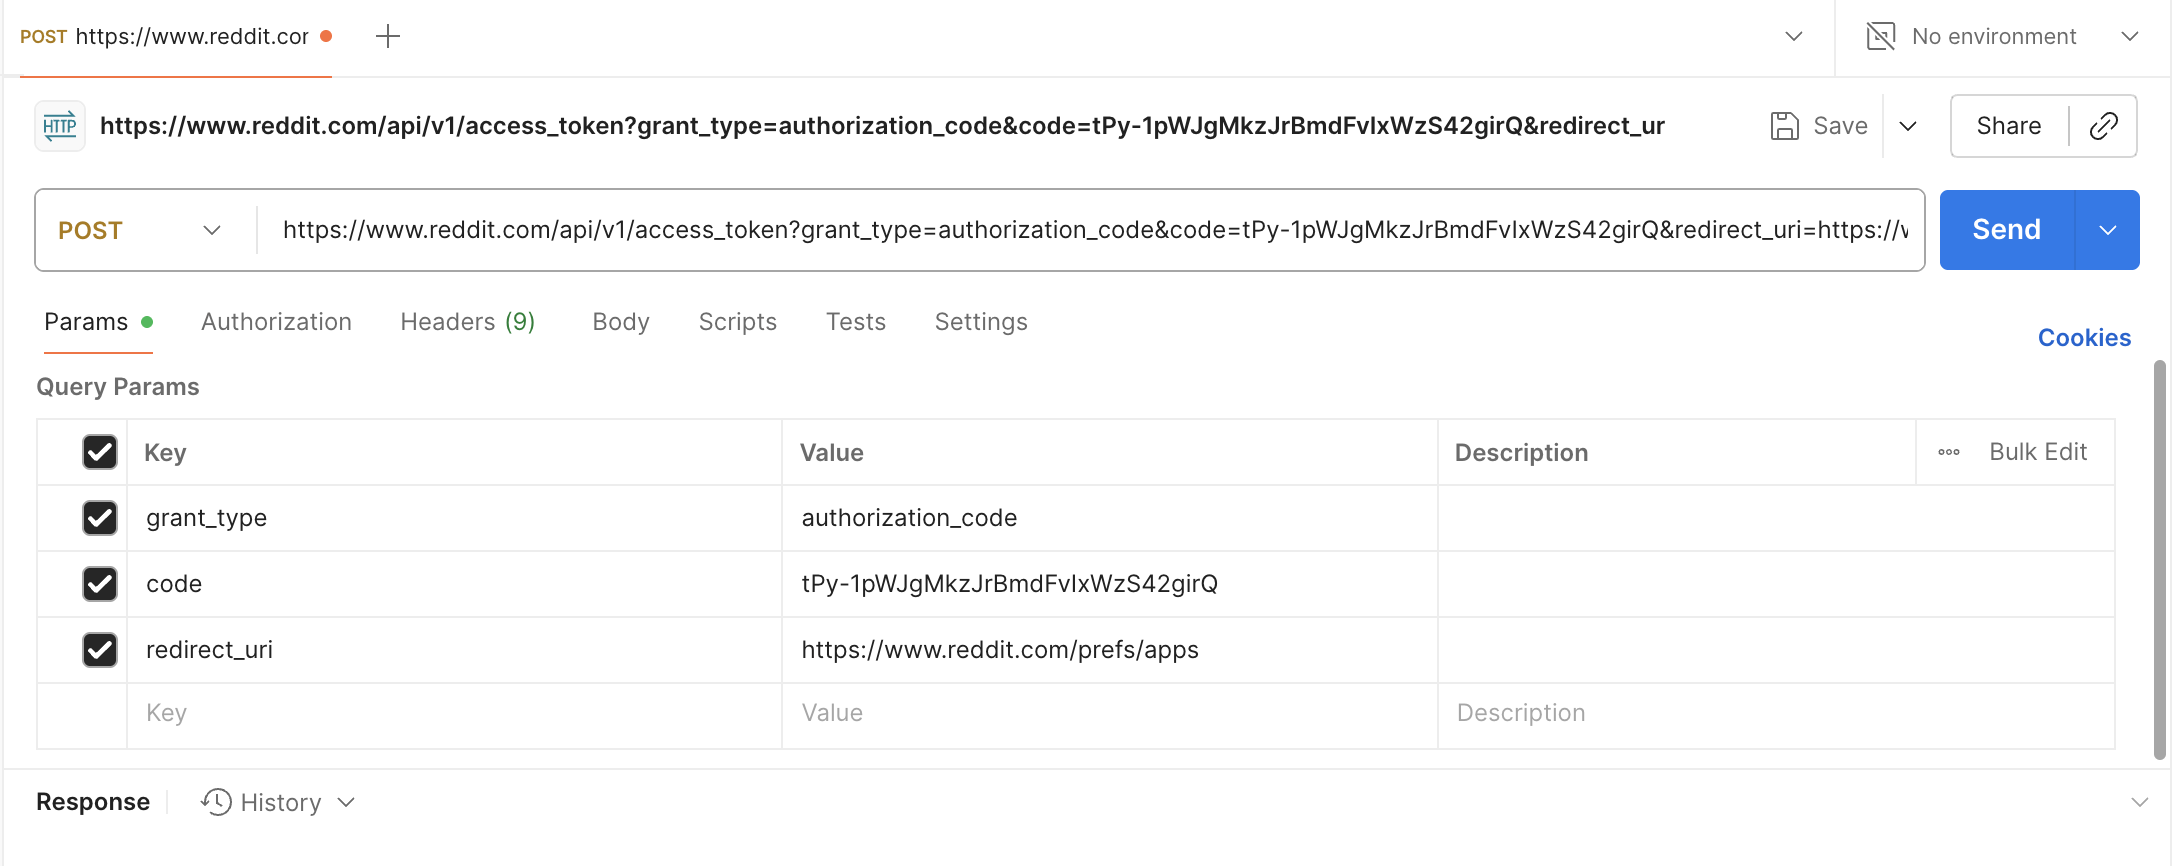 POST https://www.reddit.cor
No environment
HTTP https://www.reddit.com/api/v1/access_token?grant_type=authorization_code&code=tPy-1pWJgMkzJrBmdFvIxWzS42girQ&redirect_ur
Save
Share
POST
https://www.reddit.com/api/v1/access_token?grant_type=authorization_code&code=tPy-1pWJgMkzJrBmdFvIxWzS42girQ&redirect_uri=https://v
Send
Params Authorization Headers (9) Body Scripts Tests Settings
Cookies
Query Params
Key Value Description Bulk Edit
grant_type authorization_code
code tPy-1pWJgMkzJrBmdFvIxWzS42girQ
redirect_uri https://www.reddit.com/prefs/apps
Key Value Description
Response History